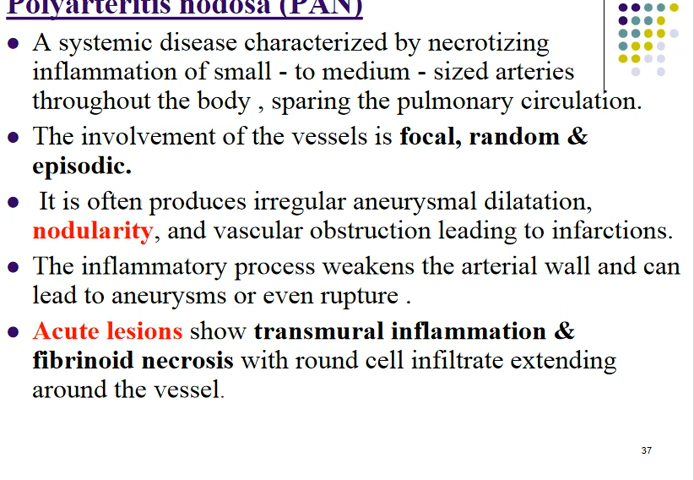 Polyarteritis nodosa (PAN)
A systemic disease characterized by necrotizing
inflammation of small - to medium - sized arteries
throughout the body , sparing the pulmonary circulation.
The involvement of the vessels is focal, random &
episodic.
It is often produces irregular aneurysmal dilatation,
nodularity, and vascular obstruction leading to infarctions.
The inflammatory process weakens the arterial wall and can
lead to aneurysms or even rupture .
Acute lesions show transmural inflammation &
fibrinoid necrosis with round cell infiltrate extending
around the vessel.
37